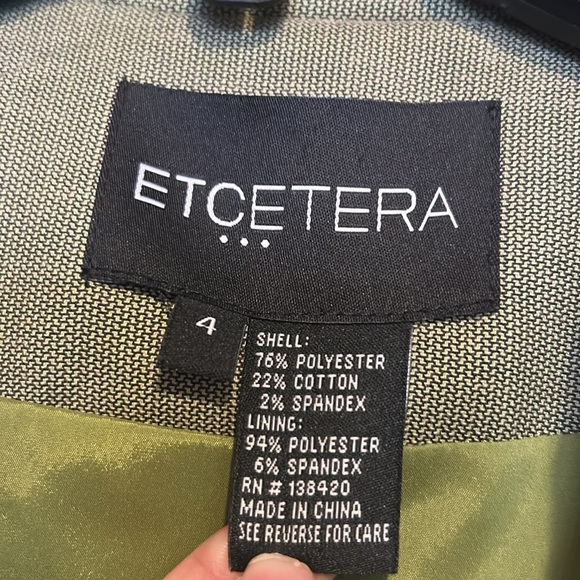 ETCETERA
4
SHELL:
76% POLYESTER
22% COTTON
2% SPANDEX
LINING:
94% POLYESTER
6% SPANDEX
RN # 138420
MADE IN CHINA
SEE REVERSE FOR CARE